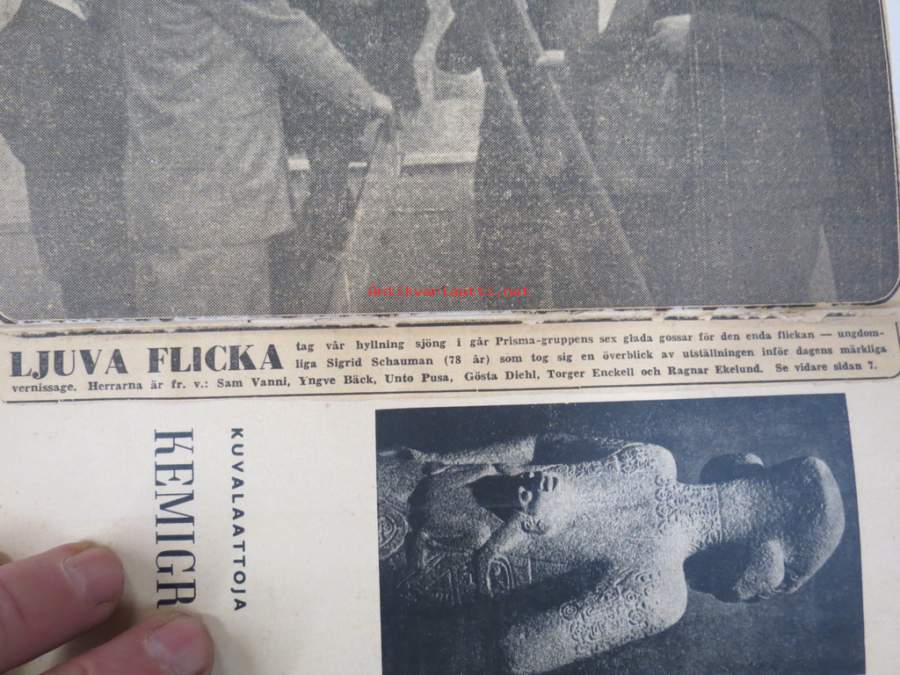 antikvariaatti.net
LJUVA FLICKA tag vår hyllning sjöng i går Prisma-gruppens sex glada gossar för den enda flickan — ungdom-
liga Sigrid Schauman (78 år) som tog sig en överblick av utställningen inför dagens märkliga
vernissage. Herrarna är fr. v.: Sam Vanni, Yngve Bäck, Unto Pusa, Gösta Diehl, Torger Enckell och Ragnar Ekelund. Se vidare sidan 7.
KUVALAATTOJA
KEMIGR